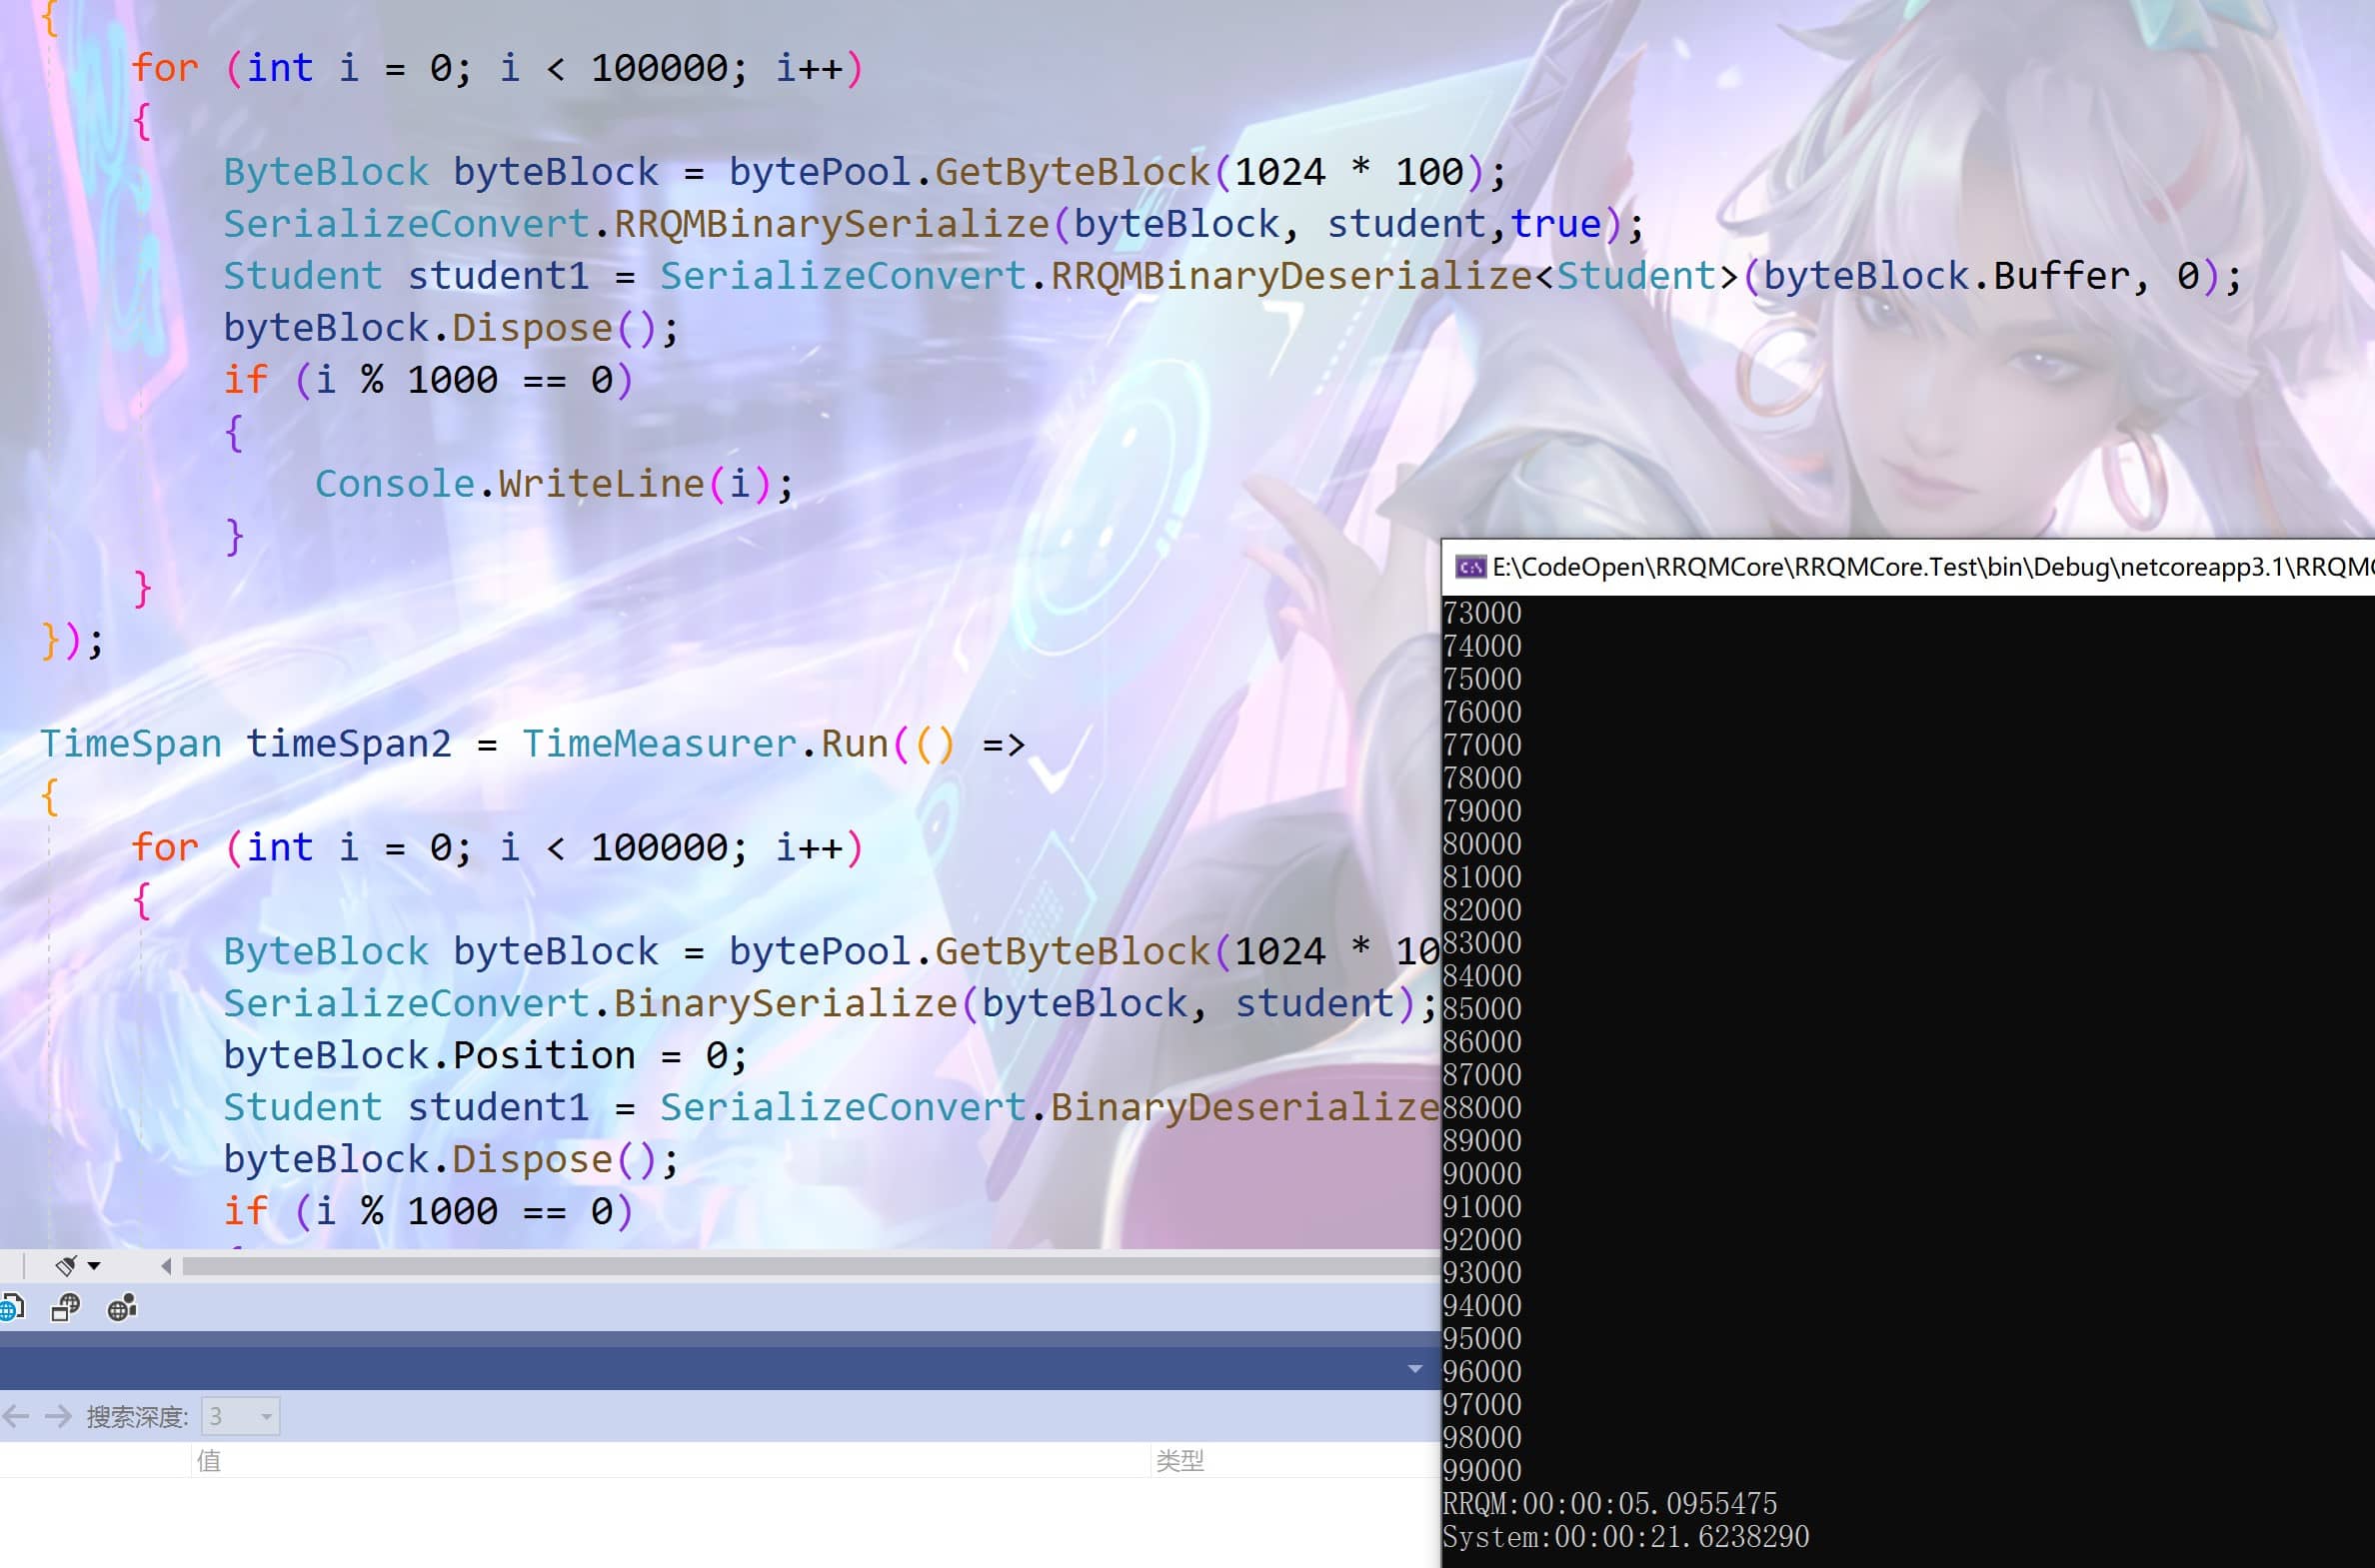 {
for (int i = 0; i < 100000; i++)
{
ByteBlock byteBlock = bytePool.GetByteBlock(1024 * 100);
SerializeConvert.RRQMBinarySerialize(byteBlock, student,true);
Student student1 = SerializeConvert.RRQMBinaryDeserialize<Student>(byteBlock.Buffer, 0);
byteBlock.Dispose();
if (i % 1000 == 0)
{
Console.WriteLine(i);
}
}
});
TimeSpan timeSpan2 = TimeMeasurer.Run(() =>
{
for (int i = 0; i < 100000; i++)
{
ByteBlock byteBlock = bytePool.GetByteBlock(1024 * 10
SerializeConvert.BinarySerialize(byteBlock, student);
byteBlock.Position = 0;
Student student1 = SerializeConvert.BinaryDeserialize
byteBlock.Dispose();
if (i % 1000 == 0)
搜索深度: 3
值 类型
E:\CodeOpen\RRQMCore\RRQMCore.Test\bin\Debug\netcoreapp3.1\RRQM
73000
74000
75000
76000
77000
78000
79000
80000
81000
82000
83000
84000
85000
86000
87000
88000
89000
90000
91000
92000
93000
94000
95000
96000
97000
98000
99000
RRQM:00:00:05.0955475
System:00:00:21.6238290